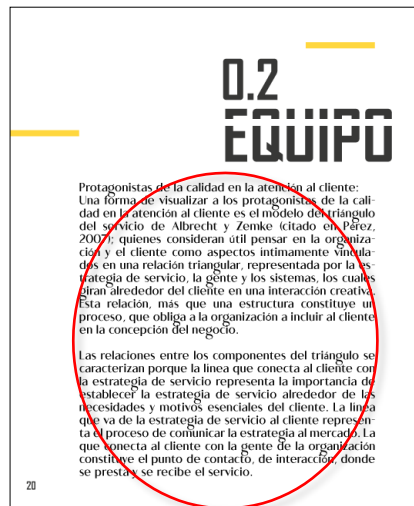 0.2
EQUIPO
Protagonistas de la calidad en la atención al cliente:
Una forma de visualizar a los protagonistas de la cali-
dad en la atención al cliente es el modelo del triángulo
del servicio de Albrecht y Zemke (citado en Pérez,
2007); quienes consideran útil pensar en la organiza-
ción y el cliente como aspectos intimamente vincula-
dos en una relación triangular, representada por la es-
trategia de servicio, la gente y los sistemas, los cuales
giran alrededor del cliente en una interacción creativa.
Esta relación, más que una estructura constituye un
proceso, que obliga a la organización a incluir al cliente
en la concepción del negocio.
Las relaciones entre los componentes del triángulo se
caracterizan porque la linea que conecta al cliente con
la estrategia de servicio representa la importancia de
establecer la estrategia de servicio alrededor de las
necesidades y motivos esenciales del cliente. La linea
que va de la estrategia de servicio al cliente represen-
ta el proceso de comunicar la estrategia al mercado. La
que conecta al cliente con la gente de la organización
constituye el punto de contacto, de interacción, donde
se presta y se recibe el servicio.
20